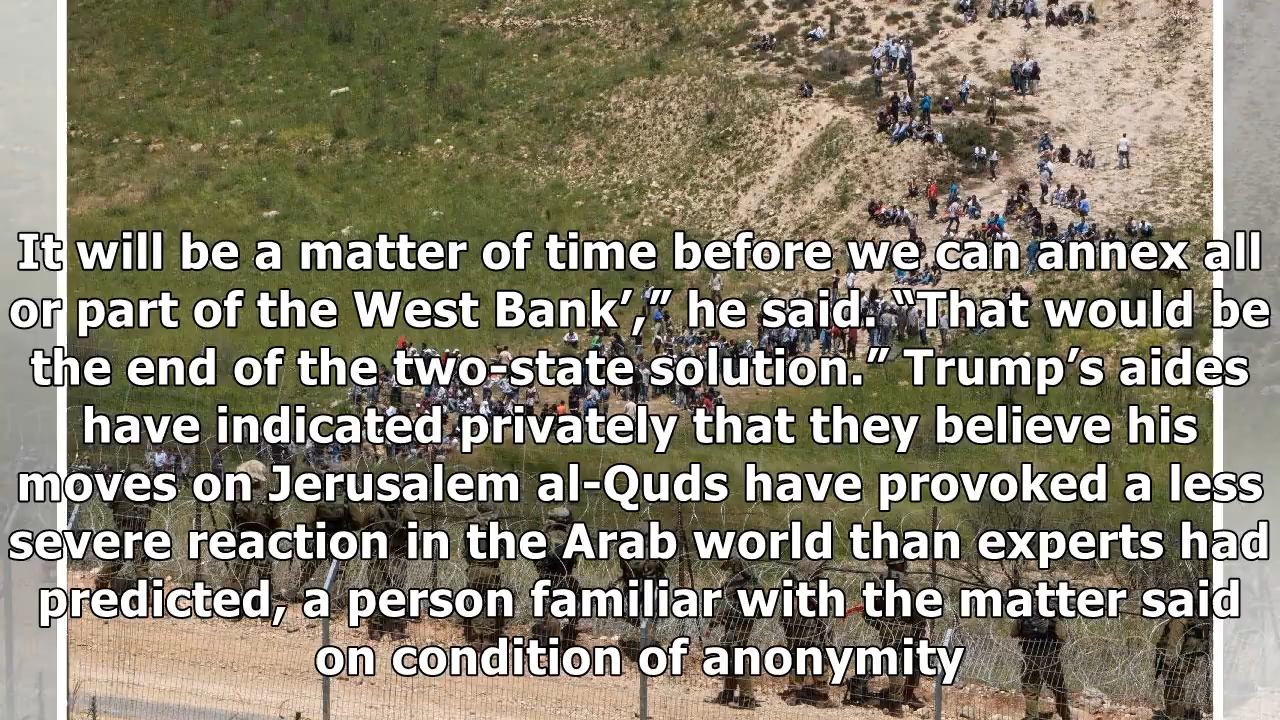 It will be a matter of time before we can annex all
or part of the West Bank’,” he said. “That would be
the end of the two-state solution.” Trump’s aides
have indicated privately that they believe his
moves on Jerusalem al-Quds have provoked a less
severe reaction in the Arab world than experts had
predicted, a person familiar with the matter said
on condition of anonymity